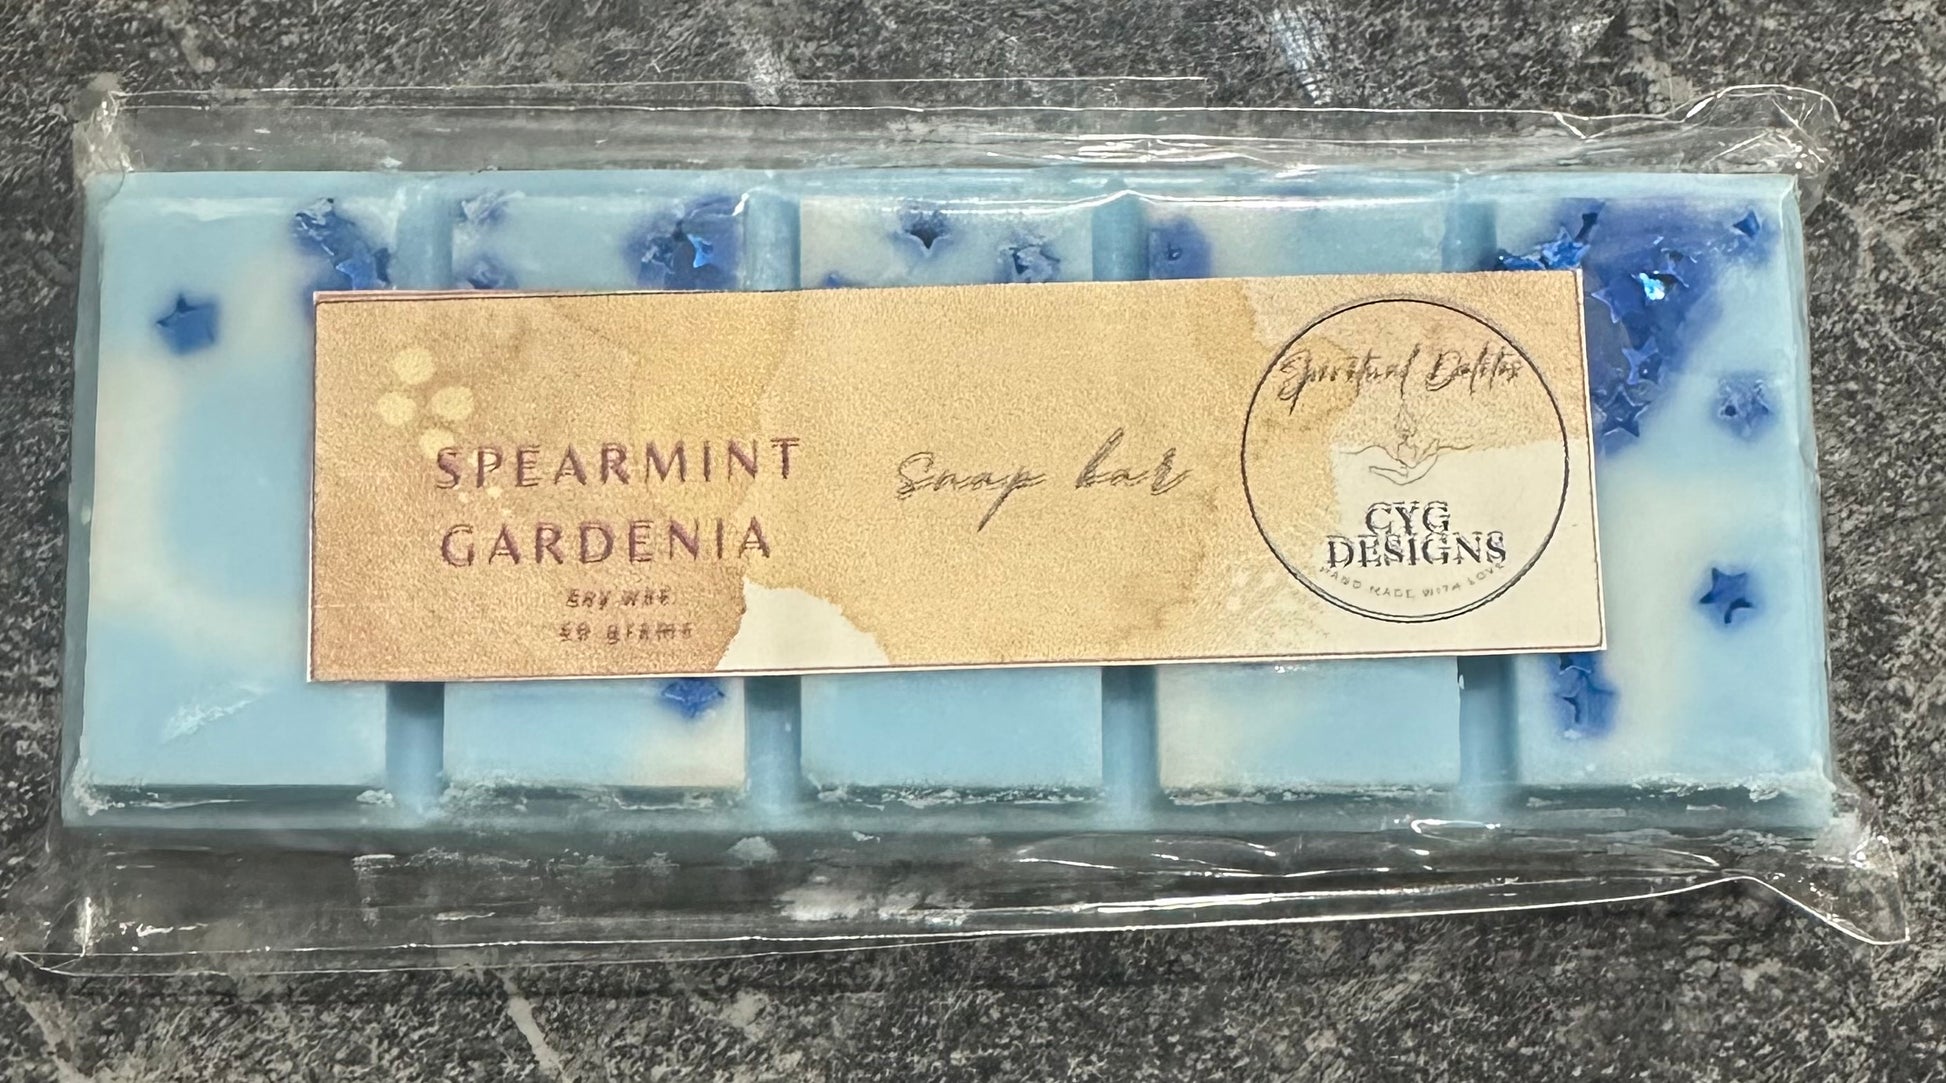 SPEARMINT
GARDENIA
SOY WAX
50 grams
Snap bar
Spiritual Delites
CYG
DESIGNS
HAND MADE WITH LOVE